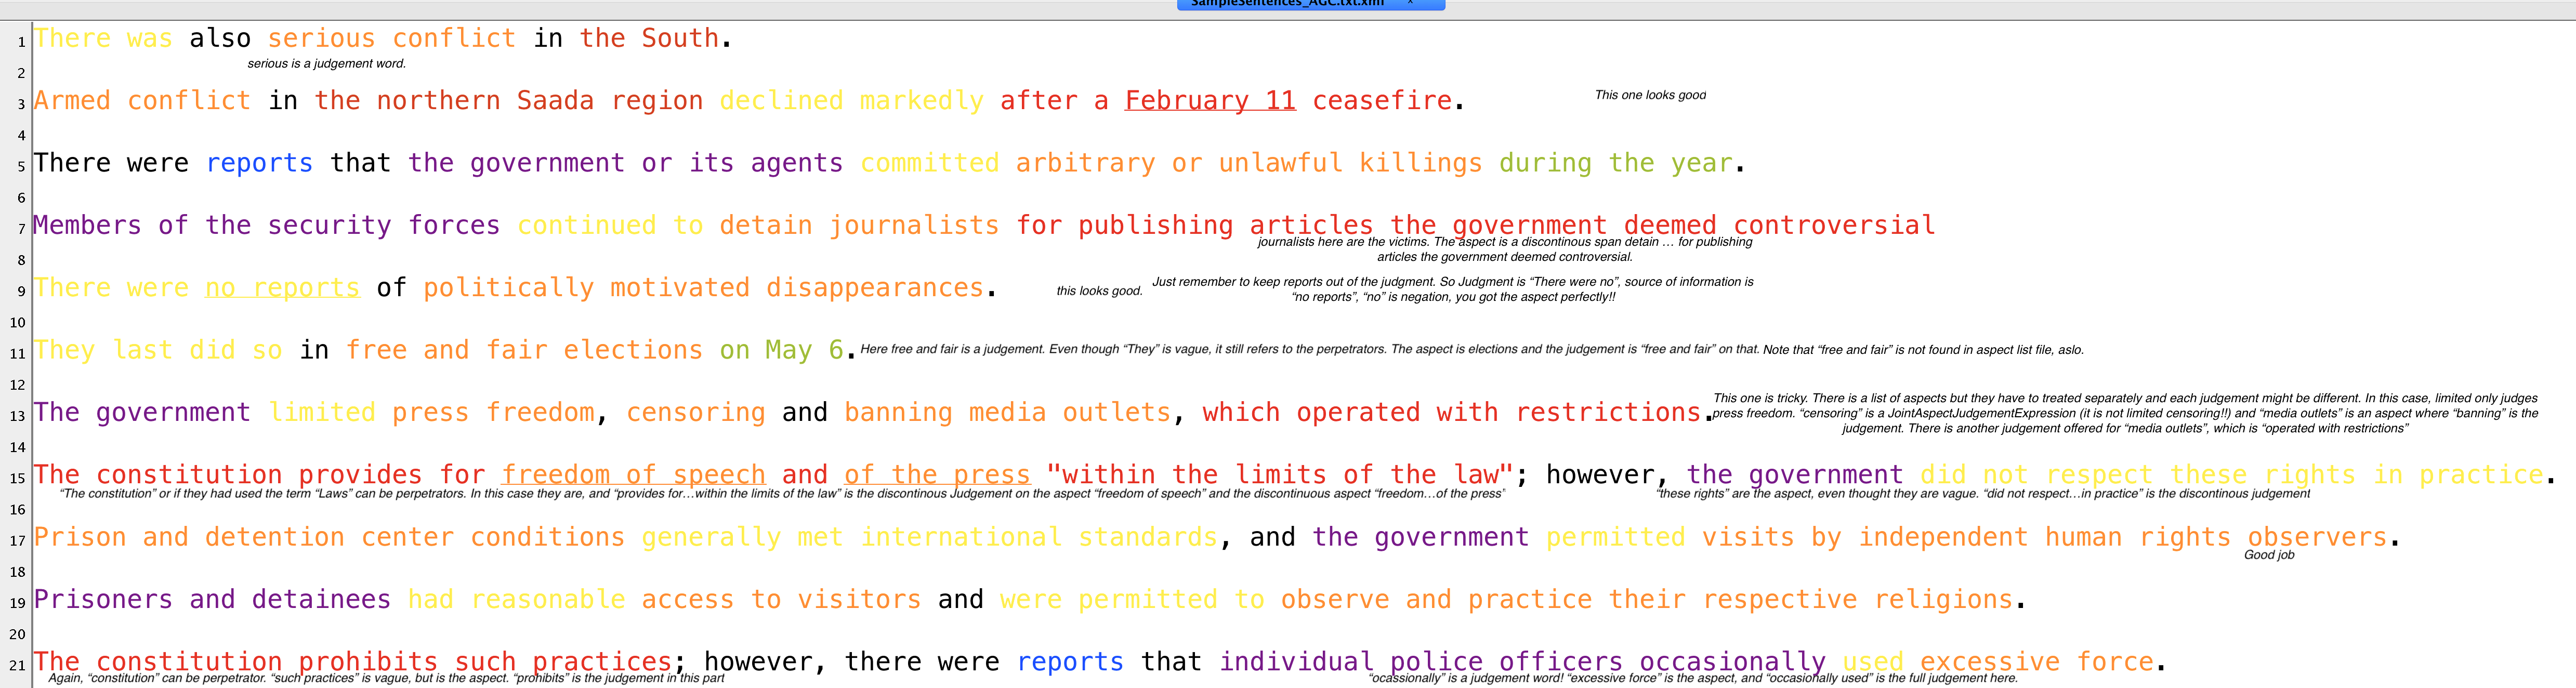 SampleSentences_AGC.txt.xml ×
1 There was also serious conflict in the South.
serious is a judgement word.
2
3 Armed conflict in the northern Saada region declined markedly after a February 11 ceasefire. This one looks good
4
5 There were reports that the government or its agents committed arbitrary or unlawful killings during the year.
6
7 Members of the security forces continued to detain journalists for publishing articles the government deemed controversial
journalists here are the victims. The aspect is a discontinous span detain … for publishing
8 articles the government deemed controversial.
9 There were no reports of politically motivated disappearances. this looks good. Just remember to keep reports out of the judgment. So Judgment is “There were no”, source of information is
“no reports”, “no” is negation, you got the aspect perfectly!!
10
11 They last did so in free and fair elections on May 6. Here free and fair is a judgement. Even though “They” is vague, it still refers to the perpetrators. The aspect is elections and the judgement is “free and fair” on that. Note that “free and fair” is not found in aspect list file, aslo.
12
This one is tricky. There is a list of aspects but they have to treated separately and each judgement might be different. In this case, limited only judges
13 The government limited press freedom, censoring and banning media outlets, which operated with restrictions. press freedom. “censoring” is a JointAspectJudgementExpression (it is not limited censoring!!) and “media outlets” is an aspect where “banning” is the
judgement. There is another judgement offered for “media outlets”, which is “operated with restrictions”
14
15 The constitution provides for freedom of speech and of the press "within the limits of the law"; however, the government did not respect these rights in practice.
“The constitution” or if they had used the term “Laws” can be perpetrators. In this case they are, and “provides for…within the limits of the law” is the discontinous Judgement on the aspect “freedom of speech” and the discontinuous aspect “freedom…of the press” “these rights” are the aspect, even thought they are vague. “did not respect…in practice” is the discontinous judgement
16
17 Prison and detention center conditions generally met international standards, and the government permitted visits by independent human rights observers.
Good job
18
19 Prisoners and detainees had reasonable access to visitors and were permitted to observe and practice their respective religions.
20
21 The constitution prohibits such practices; however, there were reports that individual police officers occasionally used excessive force.
Again, “constitution” can be perpetrator. “such practices” is vague, but is the aspect. “prohibits” is the judgement in this part “ocassionally” is a judgement word! “excessive force” is the aspect, and “occasionally used” is the full judgement here.